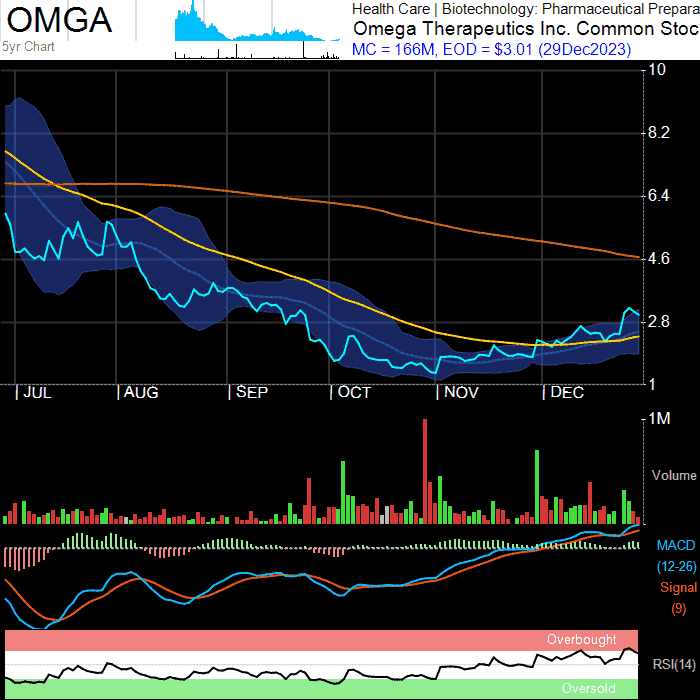 OMGA
5yr Chart
Health Care | Biotechnology: Pharmaceutical Prepara
Omega Therapeutics Inc. Common Stoc
MC = 166M, EOD = $3.01 (29Dec2023)
10
8.2
6.4
4.6
2.8
1
JUL
AUG
SEP
OCT
NOV
DEC
1M
Volume
MACD
(12-26)
Signal
(9)
Overbought
RSI(14)
Oversold